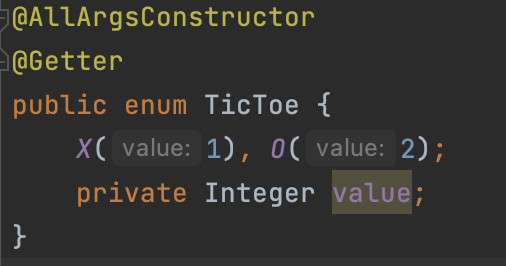 @AllArgsConstructor
@Getter
public enum TicToe {
X( value: 1), O( value: 2);
private Integer value;
}